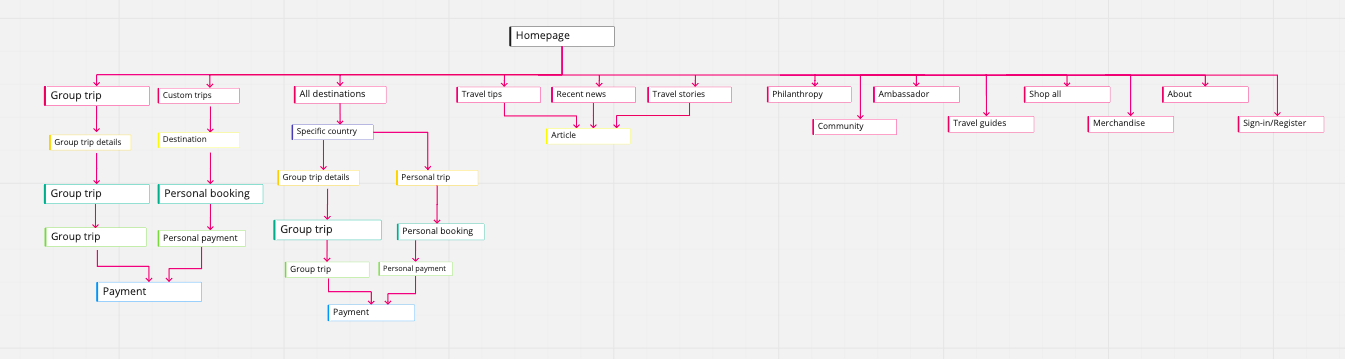 Homepage
Group trip
Custom trips
All destinations
Travel tips
Recent news
Travel stories
Philanthropy
Ambassador
Shop all
About
Community
Travel guides
Merchandise
Sign-in/Register
Group trip details
Destination
Specific country
Article
Group trip details
Personal trip
Group trip
Personal booking
Group trip
Personal booking
Group trip
Personal payment
Group trip
Personal payment
Payment
Payment